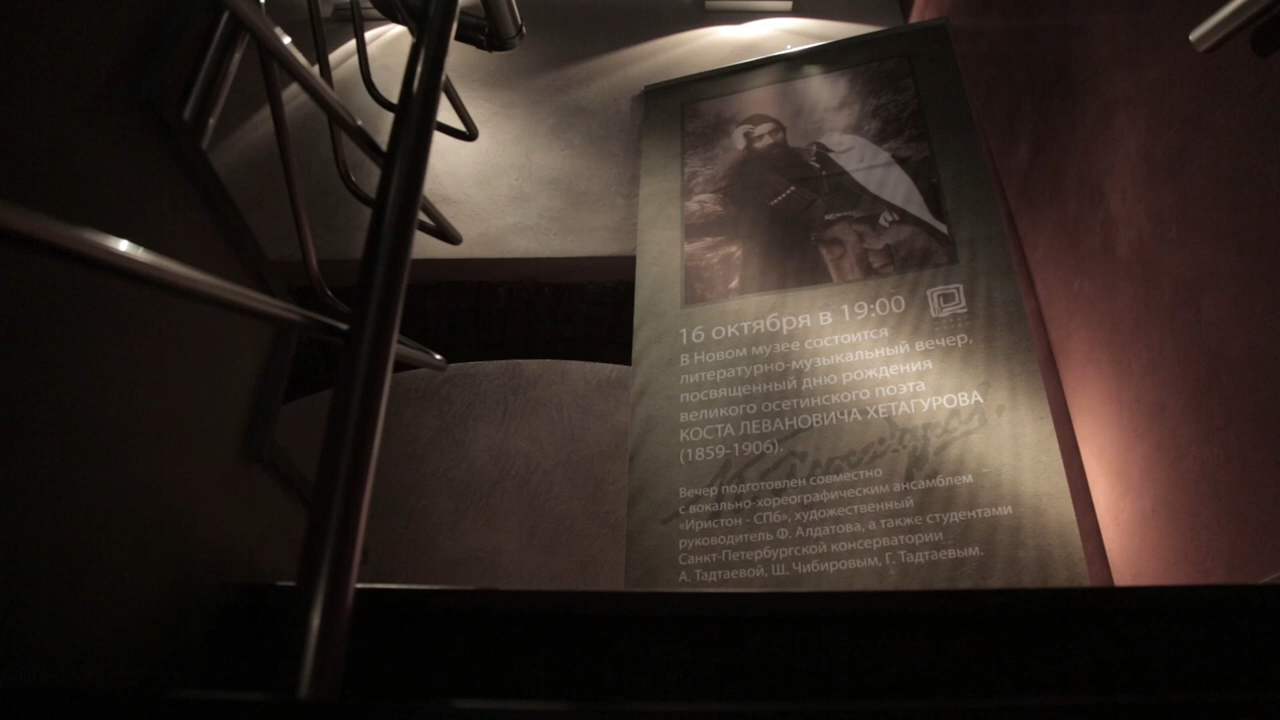 16 октября в 19:00
В Новом музее состоится
литературно-музыкальный вечер,
посвященный дню рождения
великого осетинского поэта
КОСТА ЛЕВАНОВИЧА ХЕТАГУРОВА
(1859-1906).
Вечер подготовлен совместно
с вокально-хореографическим ансамблем
«Иристон - СПб», художественный
руководитель Ф. Алдатова, а также студентами
Санкт-Петербургской консерватории
А. Тадтаевой, Ш. Чибировым, Г. Тадтаевым.